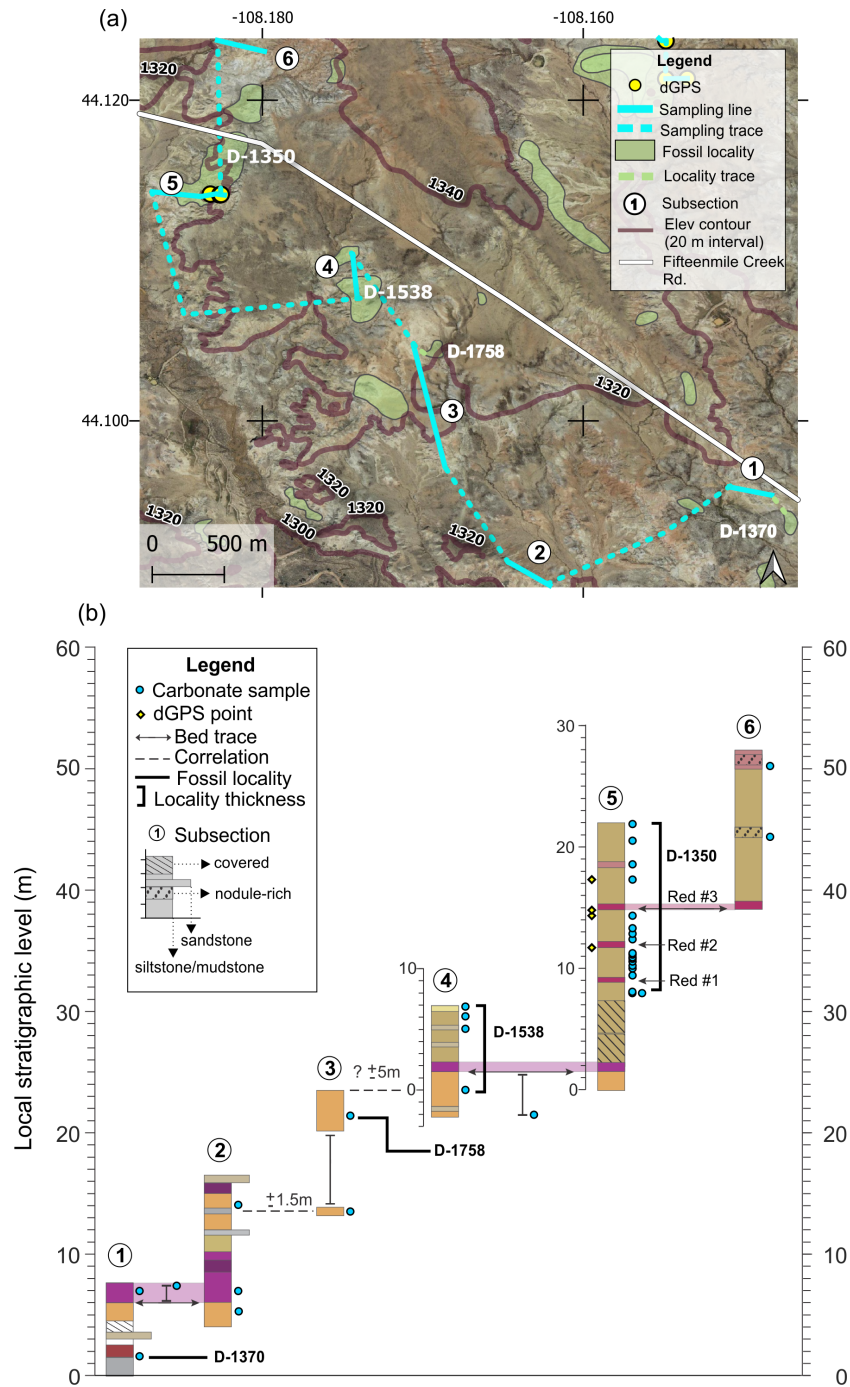 (a)
-108.180
-108.160
6
1320
44.120
D-1350
5
1340
4
D-1538
D-1758
3
1320
44.100
1
1320
1320
1320
1300
1320
2
D-1370
0
500 m
Legend
dGPS
Sampling line
Sampling trace
Fossil locality
Locality trace
1 Subsection
Elev contour
(20 m interval)
Fifteenmile Creek
Rd.
(b)
60
50
40
30
20
10
0
Local stratigraphic level (m)
Legend
Carbonate sample
dGPS point
Bed trace
Correlation
Fossil locality
Locality thickness
1 Subsection
covered
nodule-rich
sandstone
siltstone/mudstone
1
D-1370
2
±1.5m
3
? ±5m
D-1758
10
0
4
D-1538
30
20
10
0
5
D-1350
Red #3
Red #2
Red #1
6
60
50
40
30
20
10
0